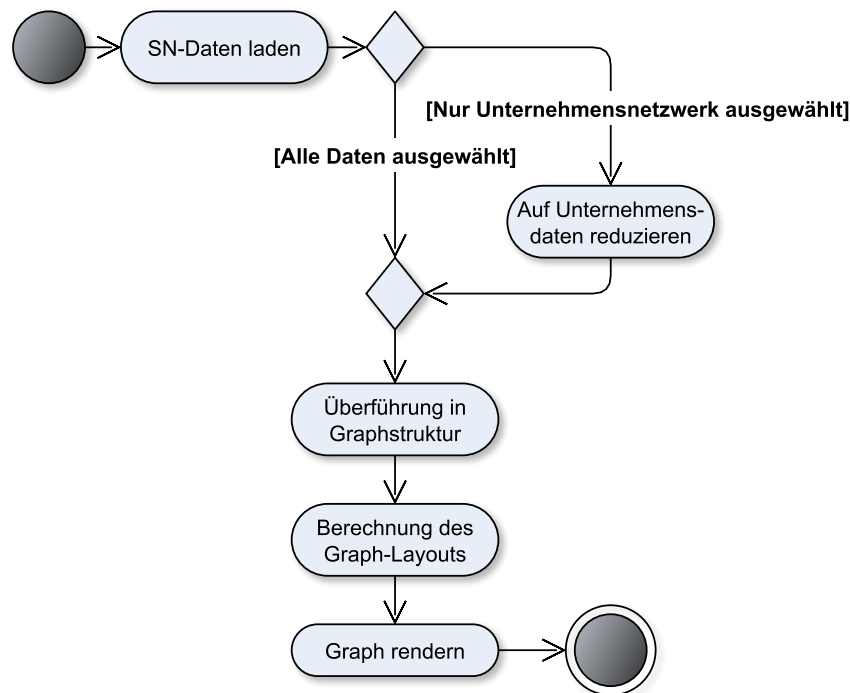 SN-Daten laden
[Nur Unternehmensnetzwerk ausgewählt]
[Alle Daten ausgewählt]
Auf Unternehmens-
daten reduzieren
Überführung in
Graphstruktur
Berechnung des
Graph-Layouts
Graph rendern